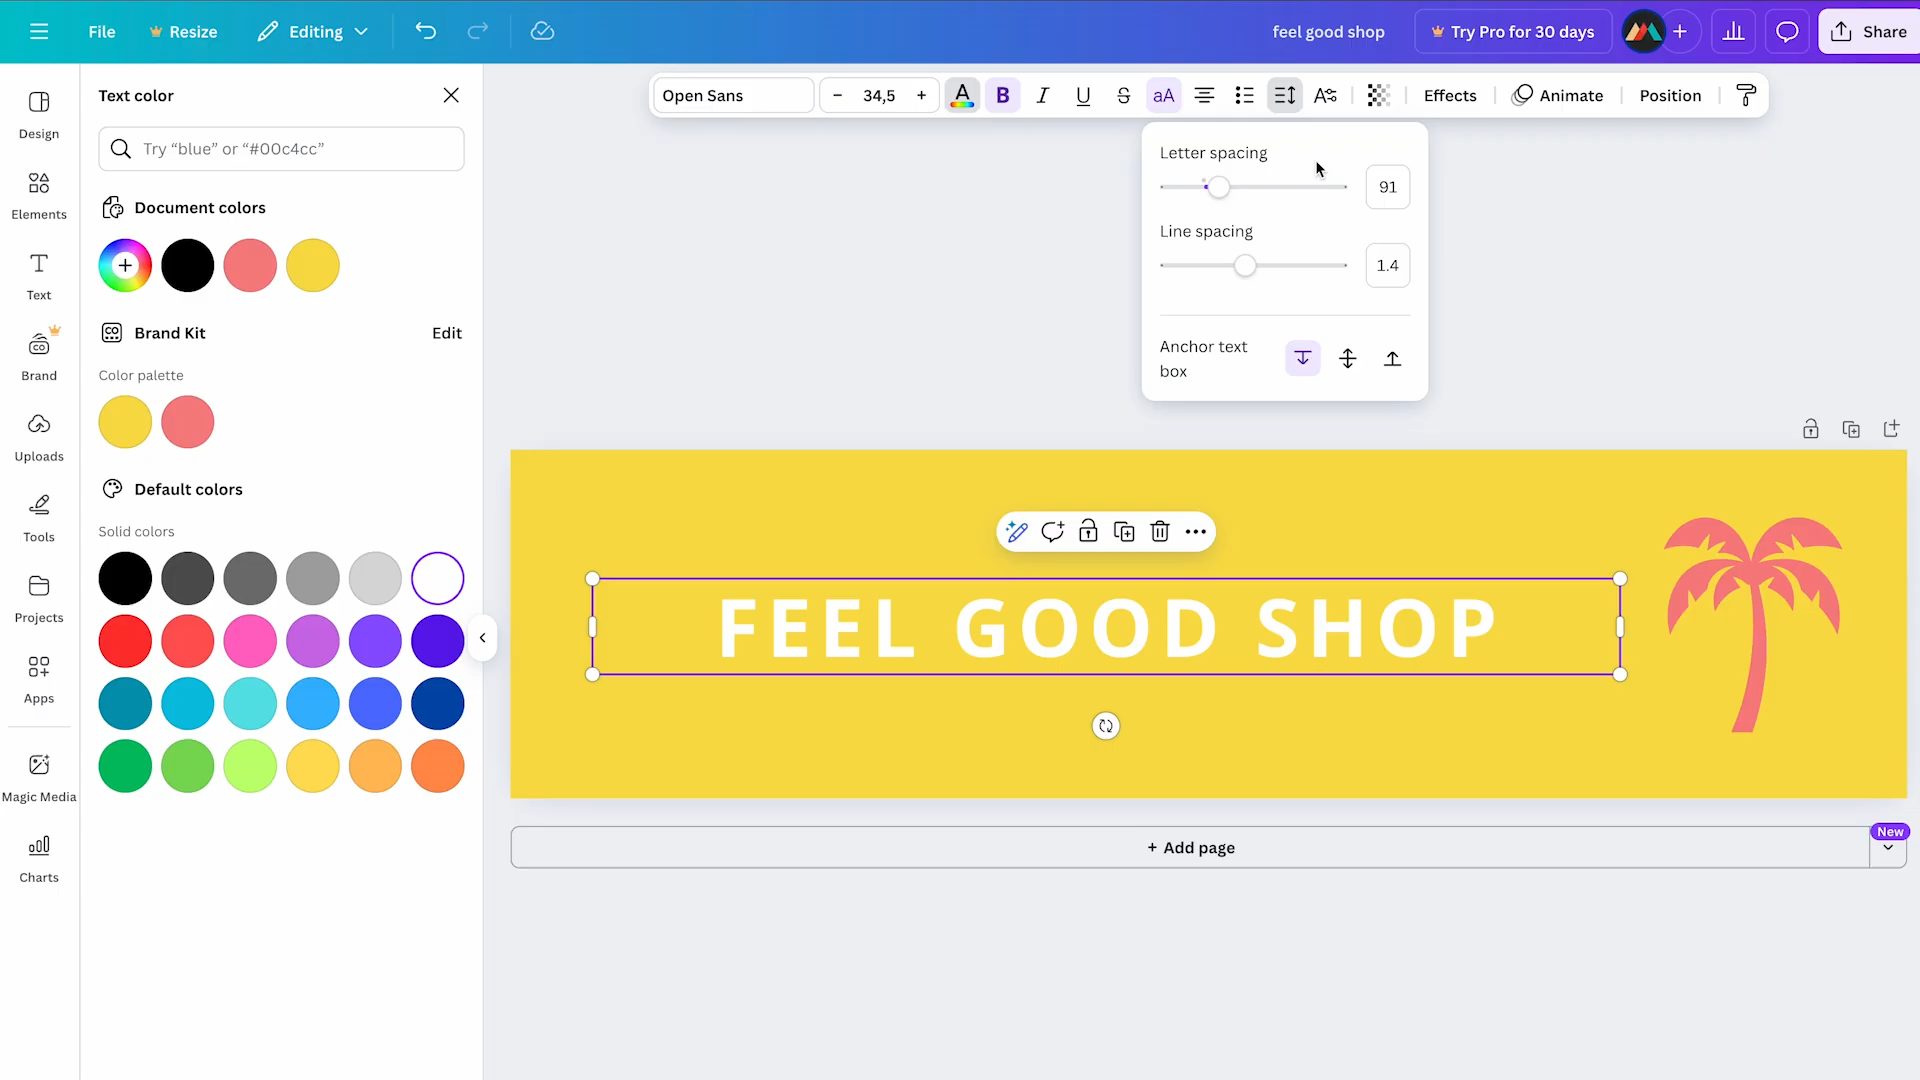 File
Resize
Editing
feel good shop
Try Pro for 30 days
Share
Design
Elements
Text
Brand
Uploads
Tools
Projects
Apps
Magic Media
Charts
Text color
Try “blue” or “#00c4cc”
Document colors
Brand Kit
Edit
Color palette
Default colors
Solid colors
Open Sans
− 34,5 +
A B I U S aA
Effects
Animate
Position
Letter spacing
91
Line spacing
1.4
Anchor text
box
FEEL GOOD SHOP
+ Add page
New